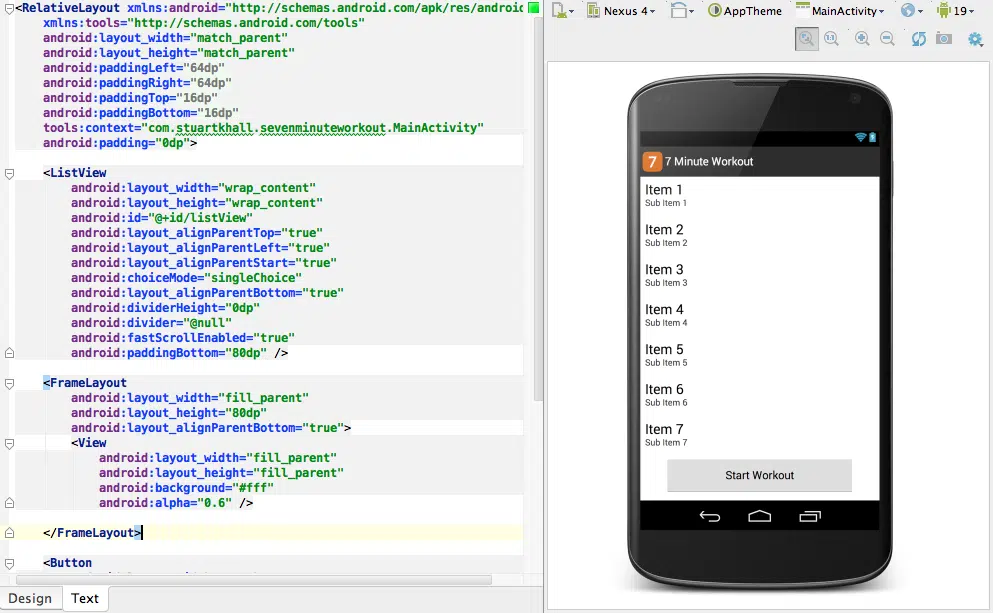 <RelativeLayout xmlns:android="http://schemas.android.com/apk/res/android
xmlns:tools="http://schemas.android.com/tools"
android:layout_width="match_parent"
android:layout_height="match_parent"
android:paddingLeft="64dp"
android:paddingRight="64dp"
android:paddingTop="16dp"
android:paddingBottom="16dp"
tools:context="com.stuartkhall.sevenminuteworkout.MainActivity"
android:padding="0dp">
<ListView
android:layout_width="wrap_content"
android:layout_height="wrap_content"
android:id="@+id/listView"
android:layout_alignParentTop="true"
android:layout_alignParentLeft="true"
android:layout_alignParentStart="true"
android:choiceMode="singleChoice"
android:layout_alignParentBottom="true"
android:dividerHeight="0dp"
android:divider="@null"
android:fastScrollEnabled="true"
android:paddingBottom="80dp" />
<FrameLayout
android:layout_width="fill_parent"
android:layout_height="80dp"
android:layout_alignParentBottom="true">
<View
android:layout_width="fill_parent"
android:layout_height="fill_parent"
android:background="#fff"
android:alpha="0.6" />
</FrameLayout>
<Button
Design Text
Nexus 4 AppTheme MainActivity 19
1:1
7 7 Minute Workout
Item 1
Sub Item 1
Item 2
Sub Item 2
Item 3
Sub Item 3
Item 4
Sub Item 4
Item 5
Sub Item 5
Item 6
Sub Item 6
Item 7
Sub Item 7
Start Workout